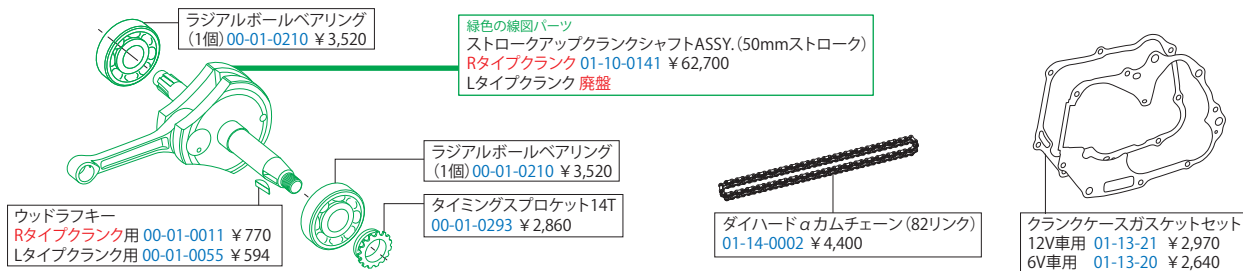 ラジアルボールベアリング
（1個）00-01-0210 ￥3,520
緑色の線図パーツ
ストロークアップクランクシャフトASSY.（50mmストローク）
Rタイプクランク 01-10-0141 ￥62,700
Lタイプクランク 廃盤
ラジアルボールベアリング
（1個）00-01-0210 ￥3,520
タイミングスプロケット14T
00-01-0293 ￥2,860
ウッドラフキー
Rタイプクランク用 00-01-0011 ￥770
Lタイプクランク用 00-01-0055 ￥594
ダイハードαカムチェーン（82リンク）
01-14-0002 ￥4,400
クランクケースガスケットセット
12V車用 01-13-21 ￥2,970
6V車用 01-13-20 ￥2,640